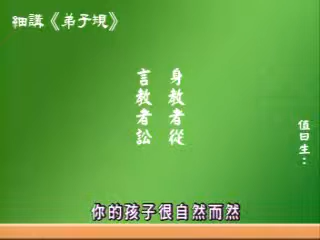 細講《弟子規》
身教者從
言教者訟
值日生：
你的孩子很自然而然